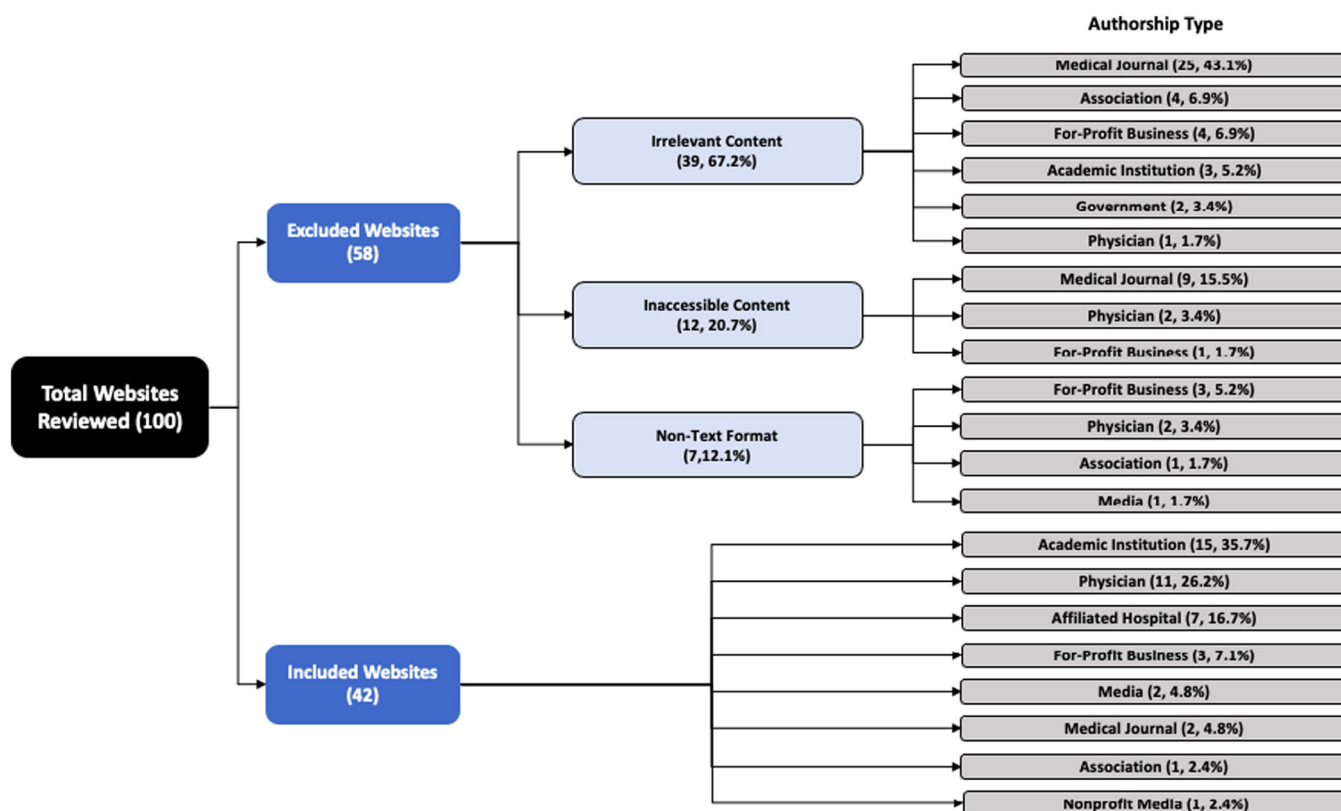 Authorship Type
Medical Journal (25, 43.1%)
Association (4, 6.9%)
For-Profit Business (4, 6.9%)
Academic Institution (3, 5.2%)
Government (2, 3.4%)
Physician (1, 1.7%)
Irrelevant Content
(39, 67.2%)
Excluded Websites
(58)
Medical Journal (9, 15.5%)
Physician (2, 3.4%)
For-Profit Business (1, 1.7%)
Inaccessible Content
(12, 20.7%)
Total Websites
Reviewed (100)
For-Profit Business (3, 5.2%)
Physician (2, 3.4%)
Association (1, 1.7%)
Media (1, 1.7%)
Non-Text Format
(7,12.1%)
Academic Institution (15, 35.7%)
Physician (11, 26.2%)
Affiliated Hospital (7, 16.7%)
For-Profit Business (3, 7.1%)
Media (2, 4.8%)
Medical Journal (2, 4.8%)
Association (1, 2.4%)
Nonprofit Media (1, 2.4%)
Included Websites
(42)